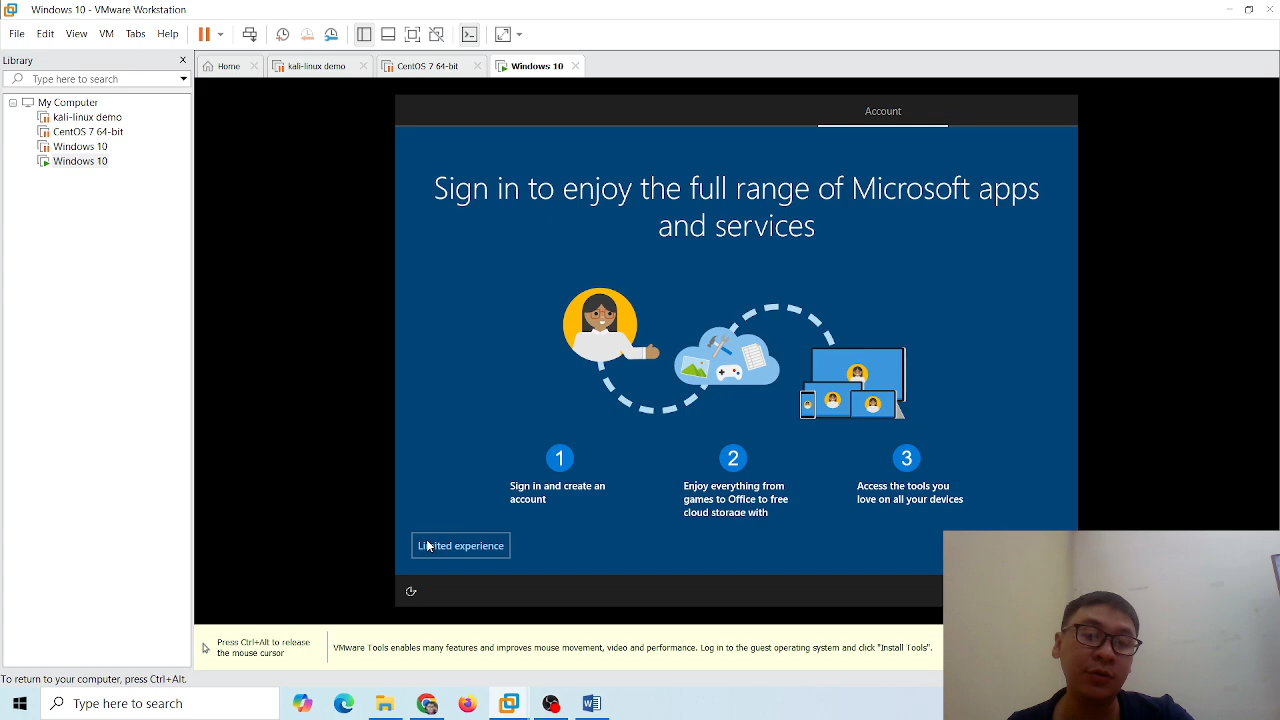 Windows 10 - VMware Workstation
File Edit View VM Tabs Help
Library
Type here to search
Home kali-linux demo CentOS 7 64-bit Windows 10
My Computer
kali-linux demo
CentOS 7 64-bit
Windows 10
Windows 10
Account
Sign in to enjoy the full range of Microsoft apps
and services
1
Sign in and create an
account
2
Enjoy everything from
games to Office to free
cloud storage with
3
Access the tools you
love on all your devices
Limited experience
Press Ctrl+Alt to release
the mouse cursor
VMware Tools enables many features and improves mouse movement, video and performance. Log in to the guest operating system and click "Install Tools".
To return to your computer, press Ctrl+Alt.
Type here to search